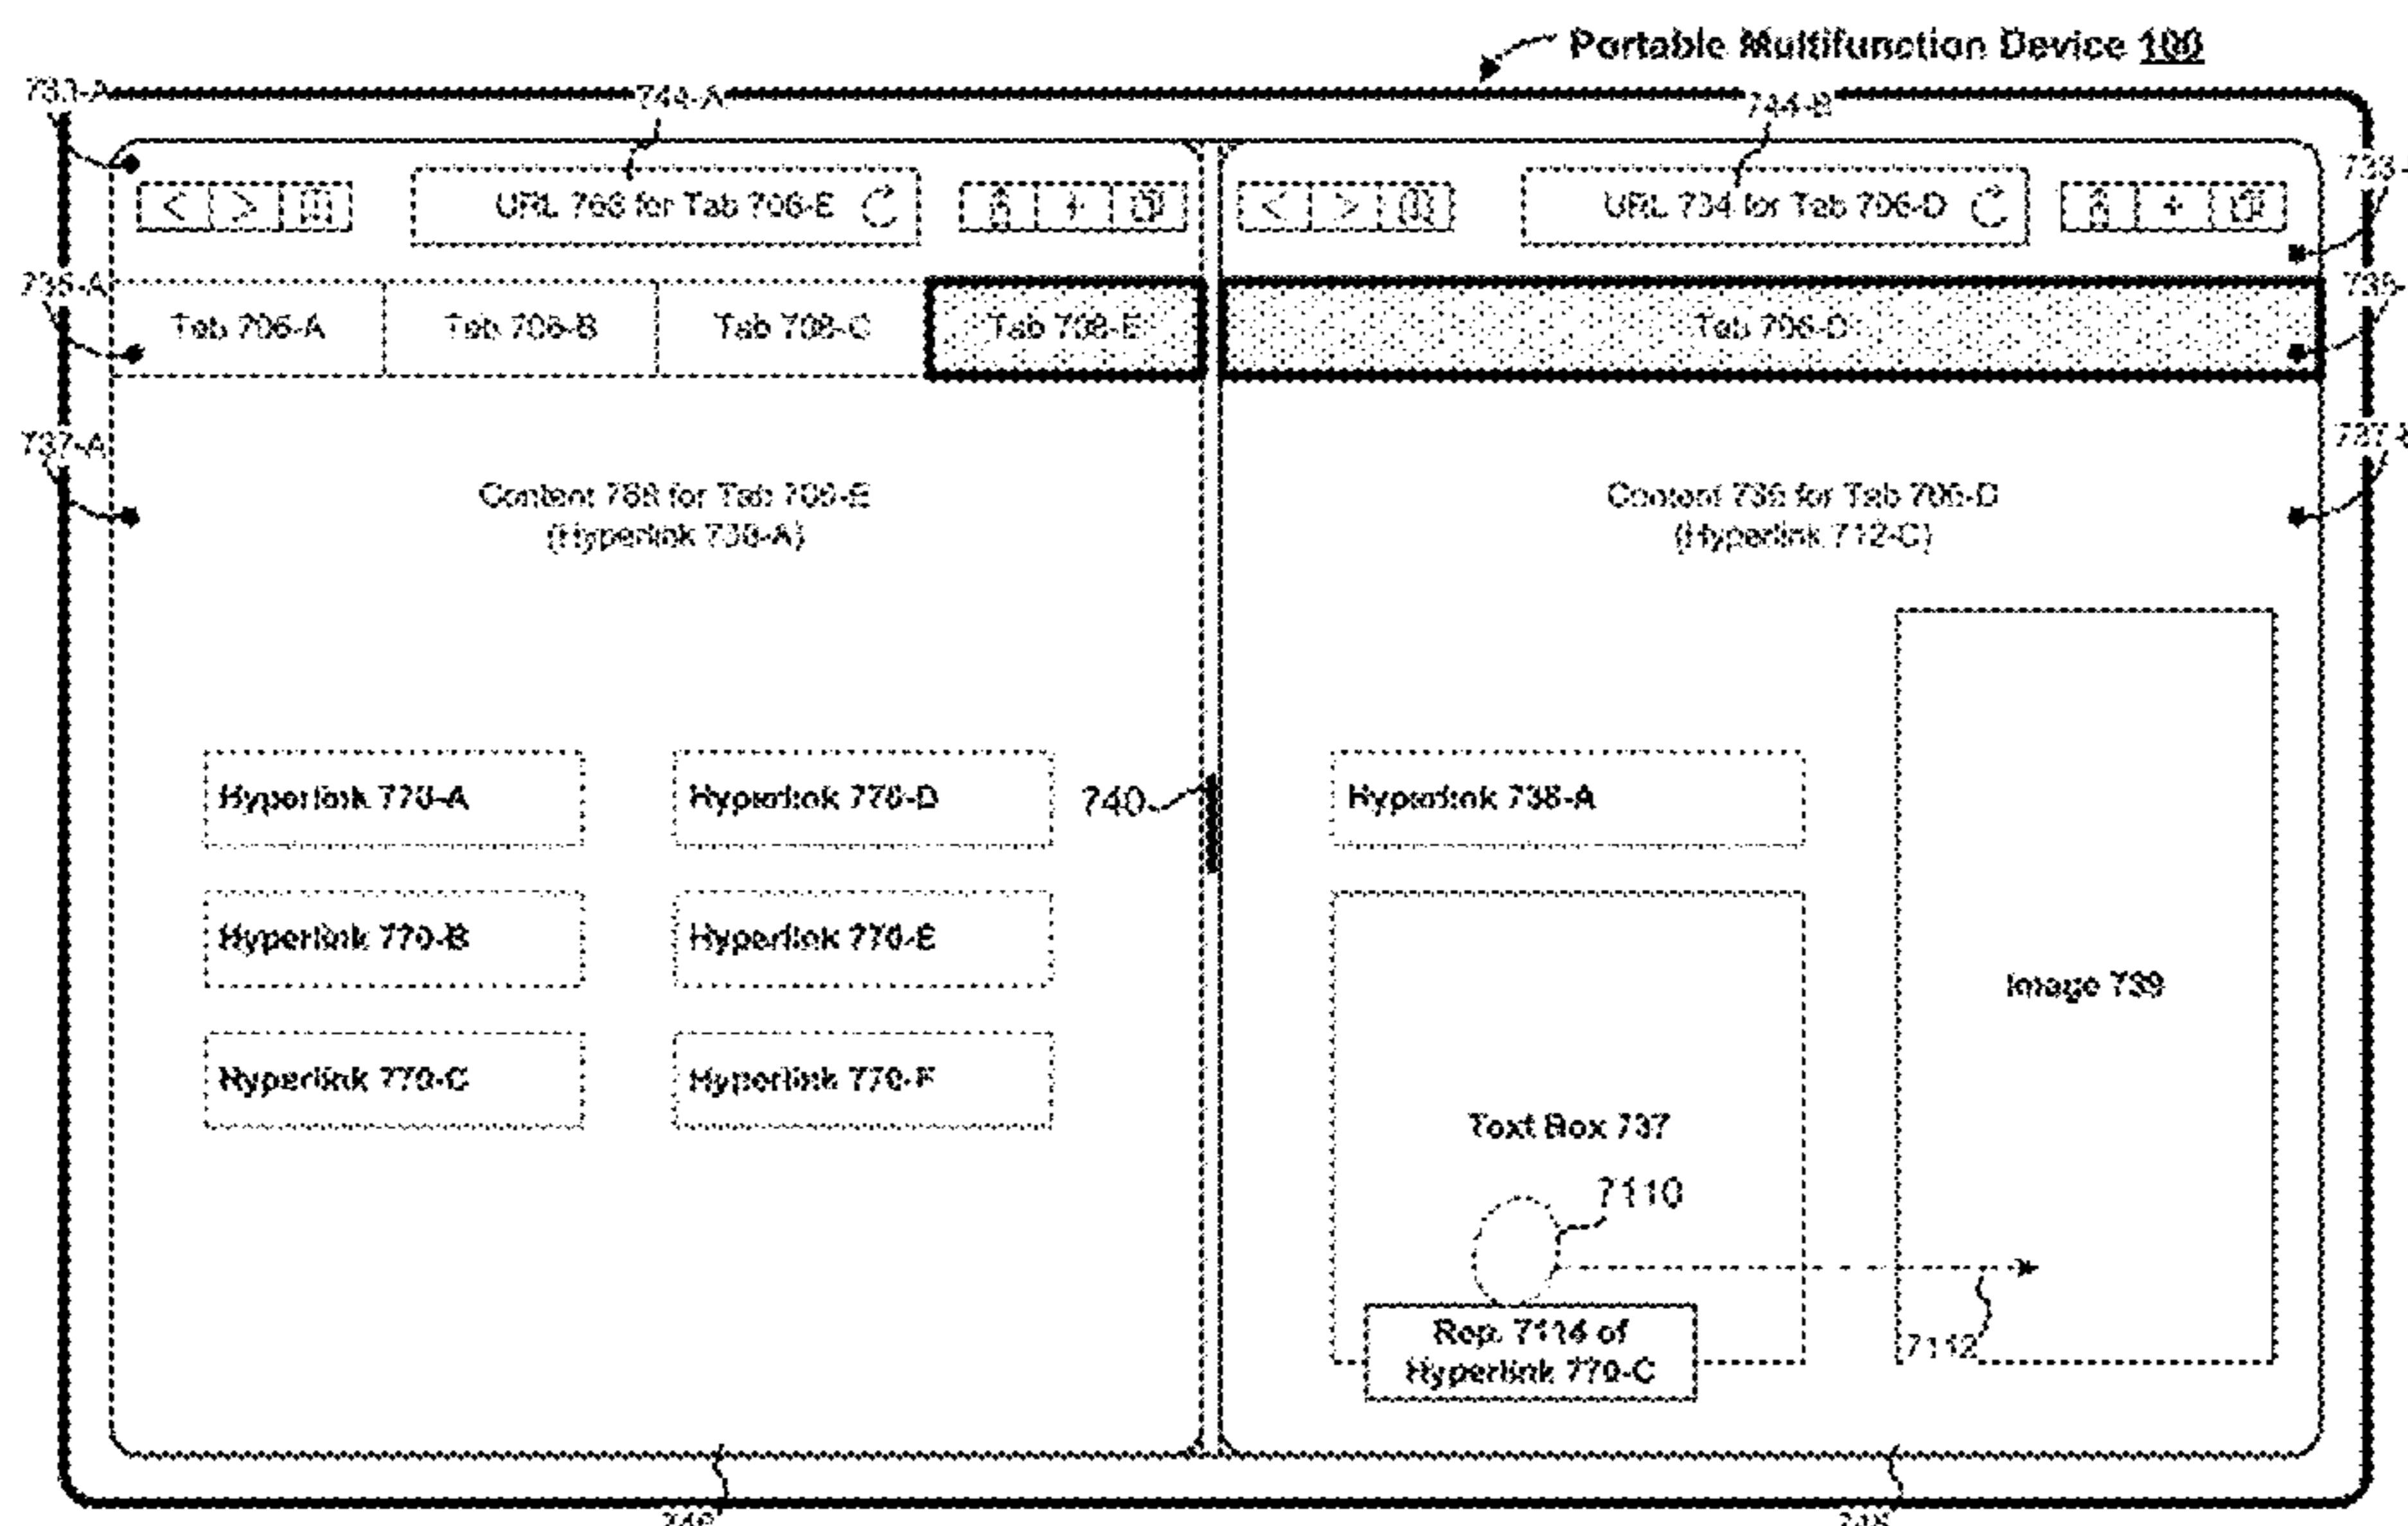 Portable Multifunction Device 100
744-A
744-B
URL 768 for Tab 706-E
URL 734 for Tab 706-D
735-A
Tab 706-A
Tab 706-B
Tab 706-C
Tab 706-E
Tab 706-D
737-A
Content 768 for Tab 706-E
(Hyperlink 738-A)
Content 736 for Tab 706-D
(Hyperlink 712-C)
Hyperlink 770-A
Hyperlink 770-D
740
Hyperlink 738-A
Hyperlink 770-B
Hyperlink 770-E
Image 739
Hyperlink 770-C
Hyperlink 770-F
Text Box 737
7110
Rep. 7114 of
Hyperlink 770-C
7112